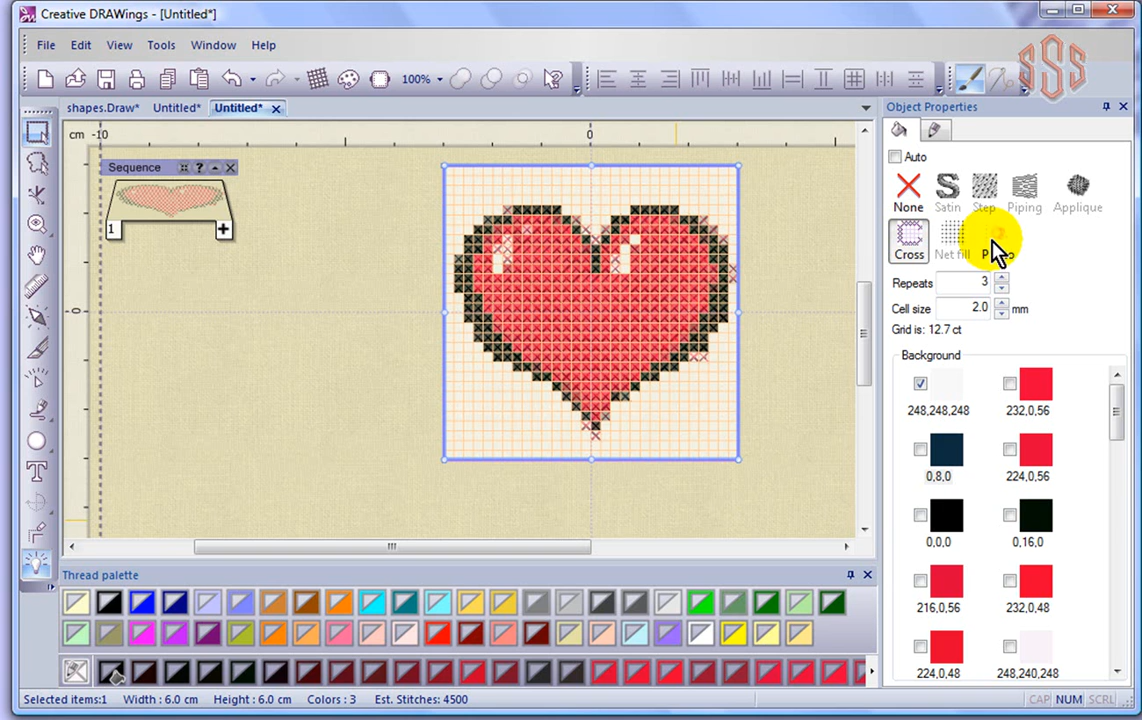 Creative DRAWings - [Untitled*]
File Edit View Tools Window Help
SSS
100%
shapes.Draw* Untitled* Untitled*
Object Properties
cm -10 0
Sequence ?
1 +
Auto
None Satin Step Piping Applique
Cross Net fill
Repeats 3
Cell size 2.0 mm
Grid is: 12.7 ct
0
Background
248,248,248 232,0,56
0,8,0 224,0,56
0,0,0 0,16,0
216,0,56 232,0,48
224,0,48 248,240,248
Thread palette
Selected items:1 Width : 6.0 cm Height : 6.0 cm Colors : 3 Est. Stitches: 4500
CAP NUM SCRL